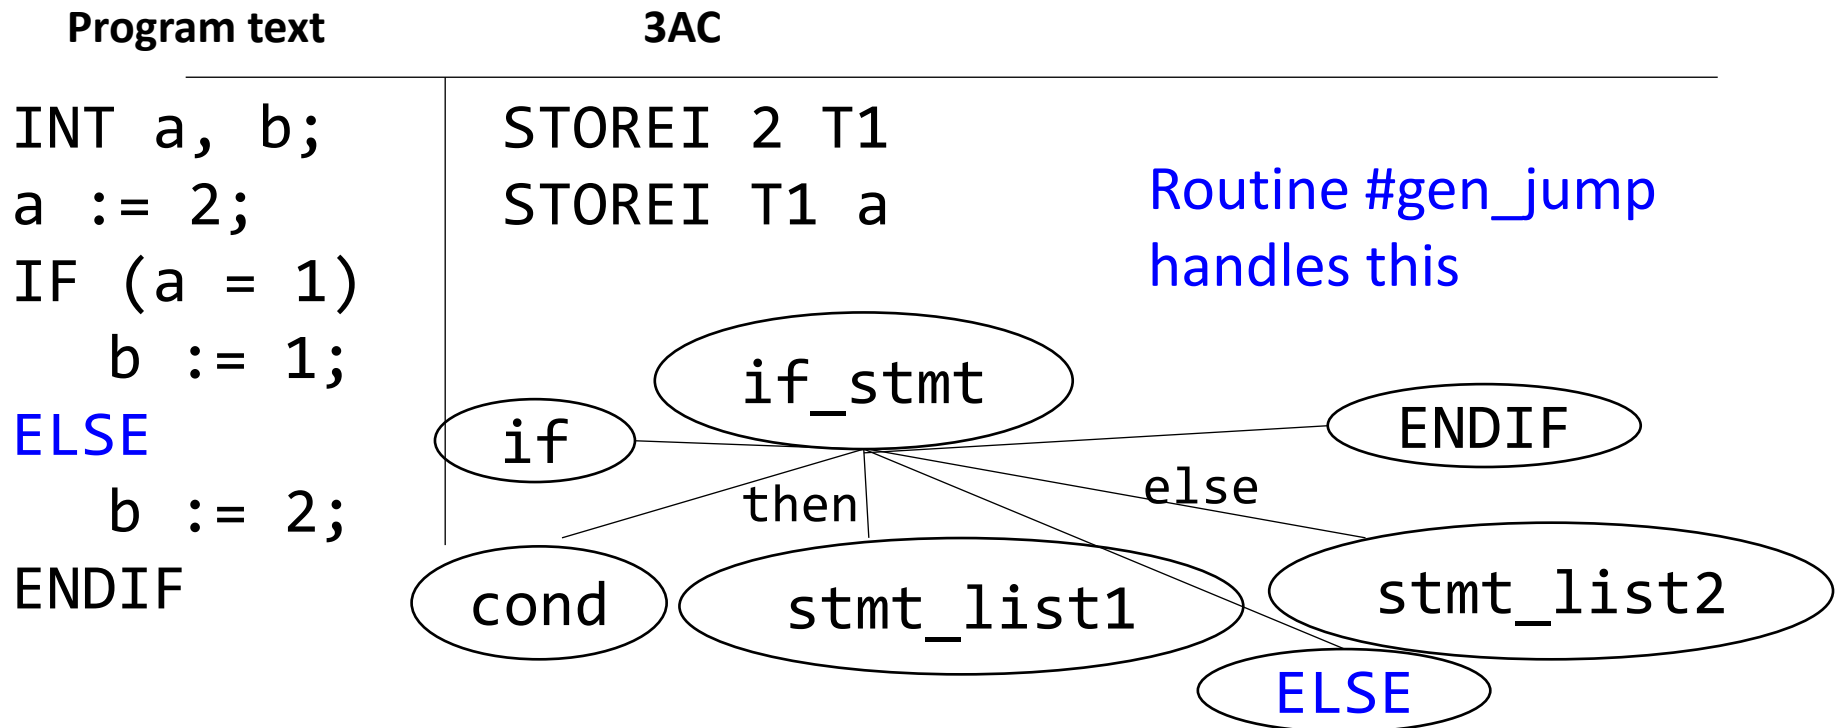 Program text
3AC
INT a, b;
a := 2;
IF (a = 1)
b := 1;
ELSE
b := 2;
ENDIF
STOREI 2 T1
STOREI T1 a
Routine #gen_jump
handles this
if_stmt
if
ENDIF
then
else
cond
stmt_list1
stmt_list2
ELSE